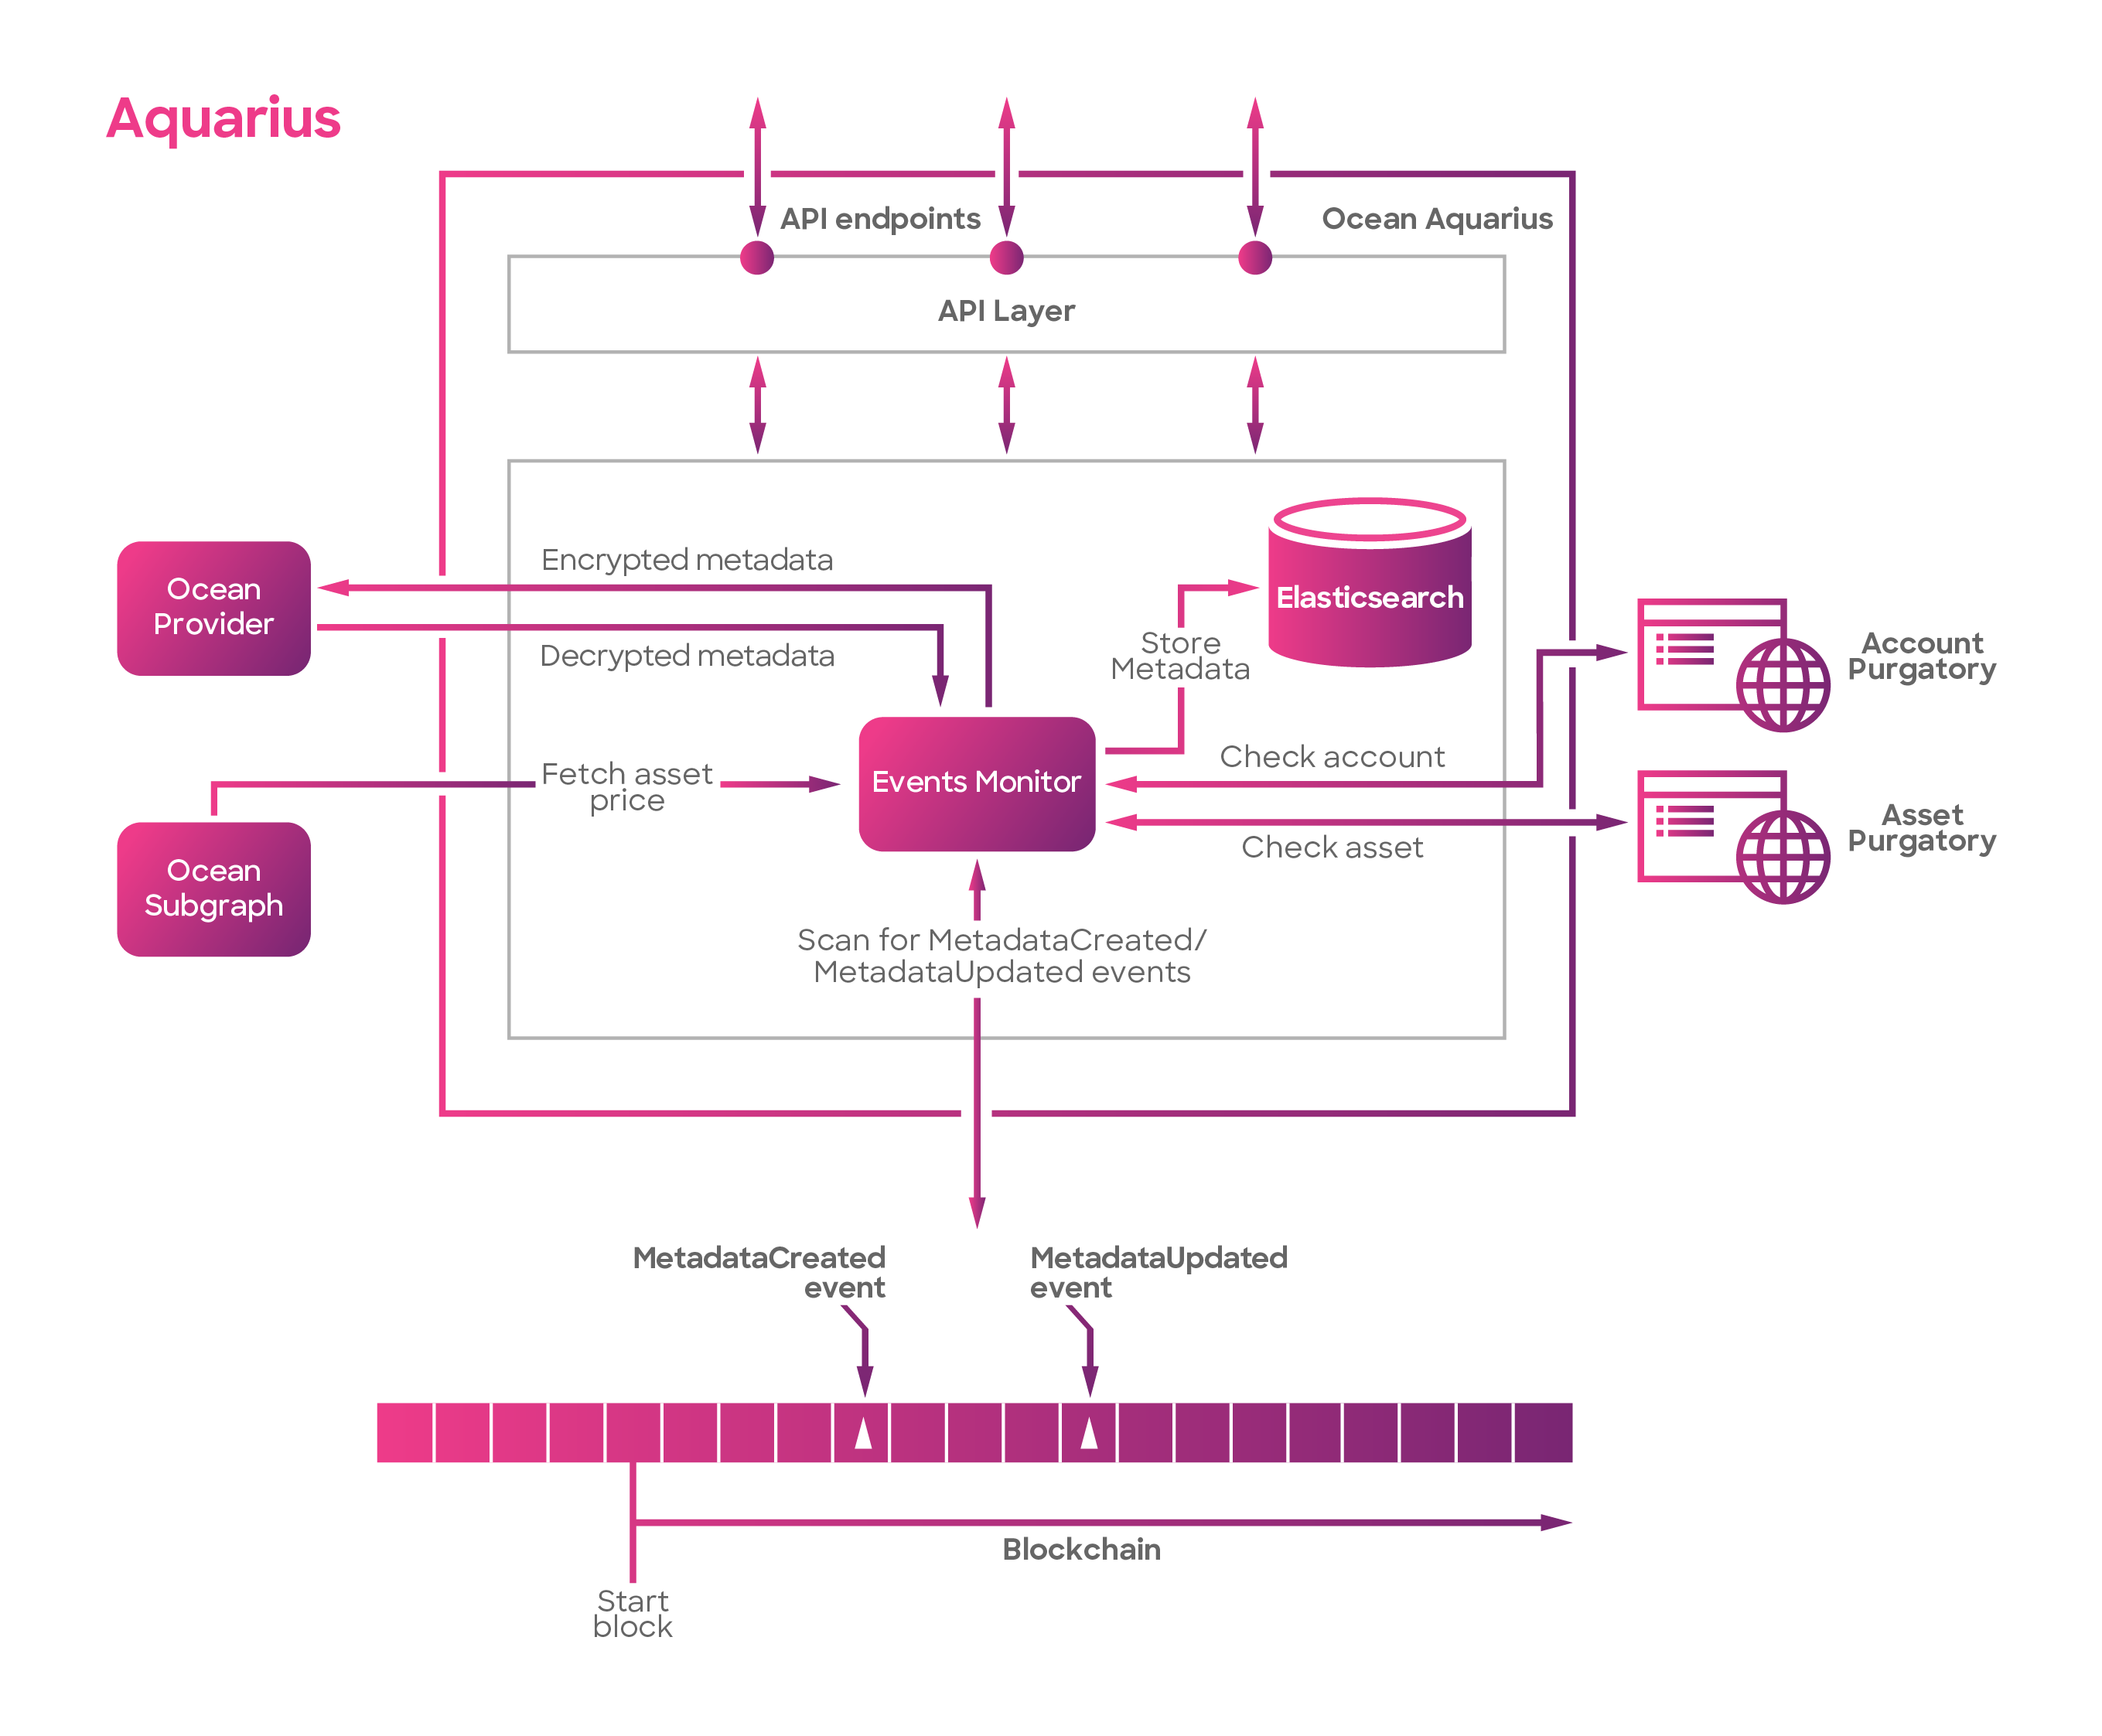 Aquarius
API endpoints
Ocean Aquarius
API Layer
Encrypted metadata
Ocean
Provider
Decrypted metadata
Elasticsearch
Store
Metadata
Account
Purgatory
Check account
Fetch asset
price
Events Monitor
Asset
Purgatory
Check asset
Ocean
Subgraph
Scan for MetadataCreated/
MetadataUpdated events
MetadataCreated
event
MetadataUpdated
event
Blockchain
Start
block